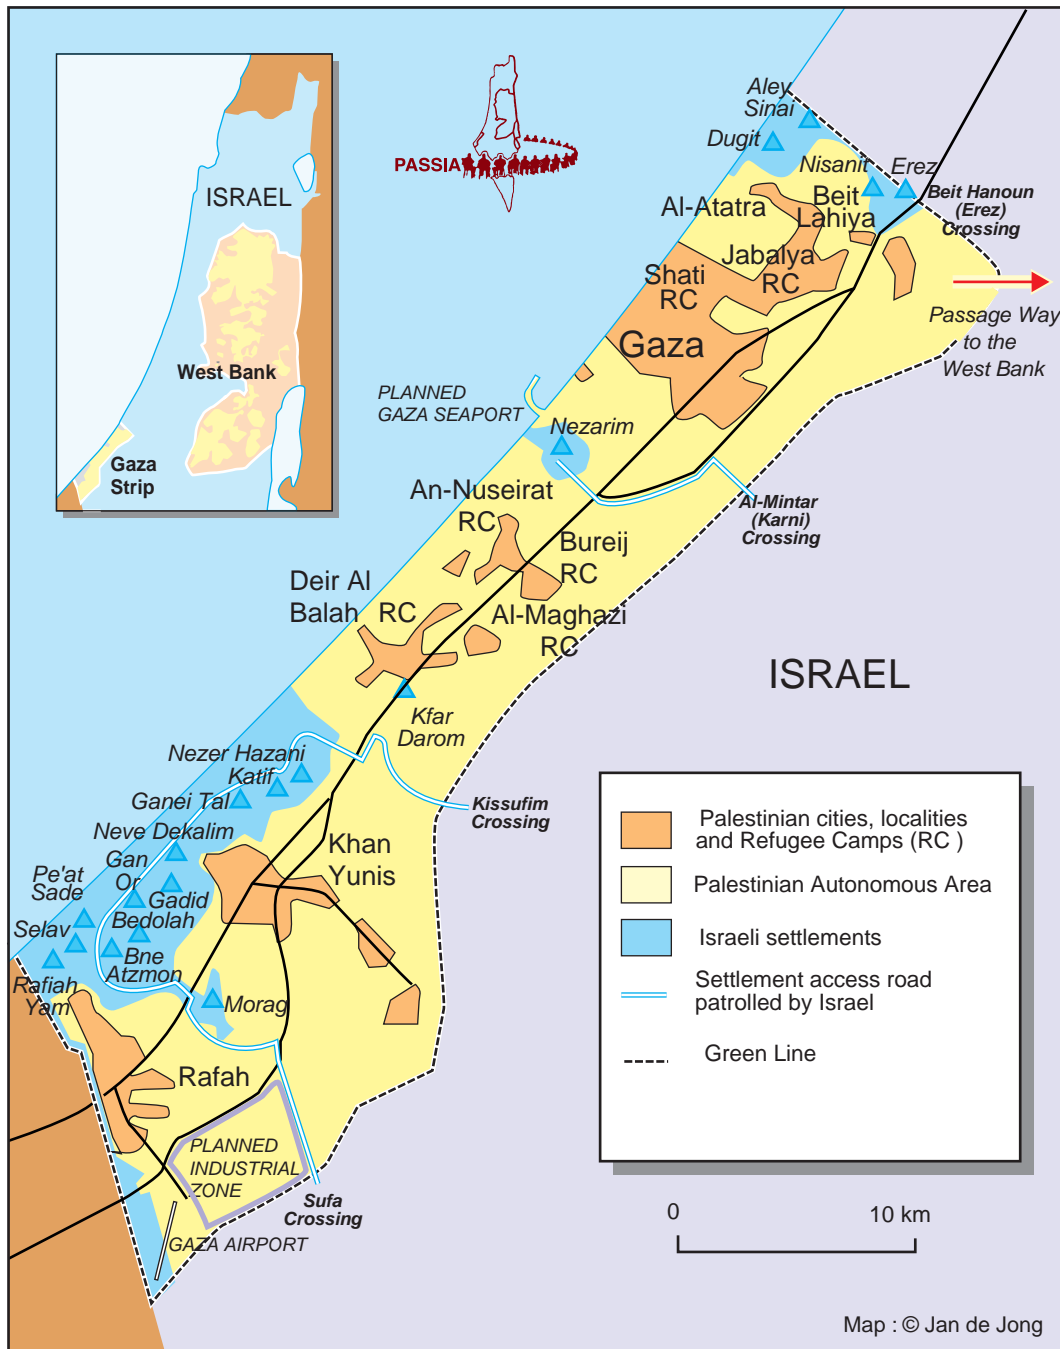 ISRAEL
West Bank
Gaza
Strip
PASSIA
Aley
Sinai
Dugit
Nisanit
Erez
Beit Hanoun
(Erez)
Crossing
Al-Atatra
Beit
Lahiya
Jabalya
RC
Shati
RC
Gaza
Passage Way
to the
West Bank
PLANNED
GAZA SEAPORT
Nezarim
An-Nuseirat
RC
Al-Mintar
(Karni)
Crossing
Bureij
RC
Deir Al
Balah RC
Al-Maghazi
RC
ISRAEL
Kfar
Darom
Nezer Hazani
Katif
Ganei Tal
Kissufim
Crossing
Neve Dekalim
Gan
Or
Khan
Yunis
Pe'at
Sade
Gadid
Bedolah
Selav
Bne
Atzmon
Rafiah
Yam
Morag
Rafah
PLANNED
INDUSTRIAL
ZONE
Sufa
Crossing
GAZA AIRPORT
Palestinian cities, localities
and Refugee Camps (RC )
Palestinian Autonomous Area
Israeli settlements
Settlement access road
patrolled by Israel
Green Line
0 10 km
Map : © Jan de Jong